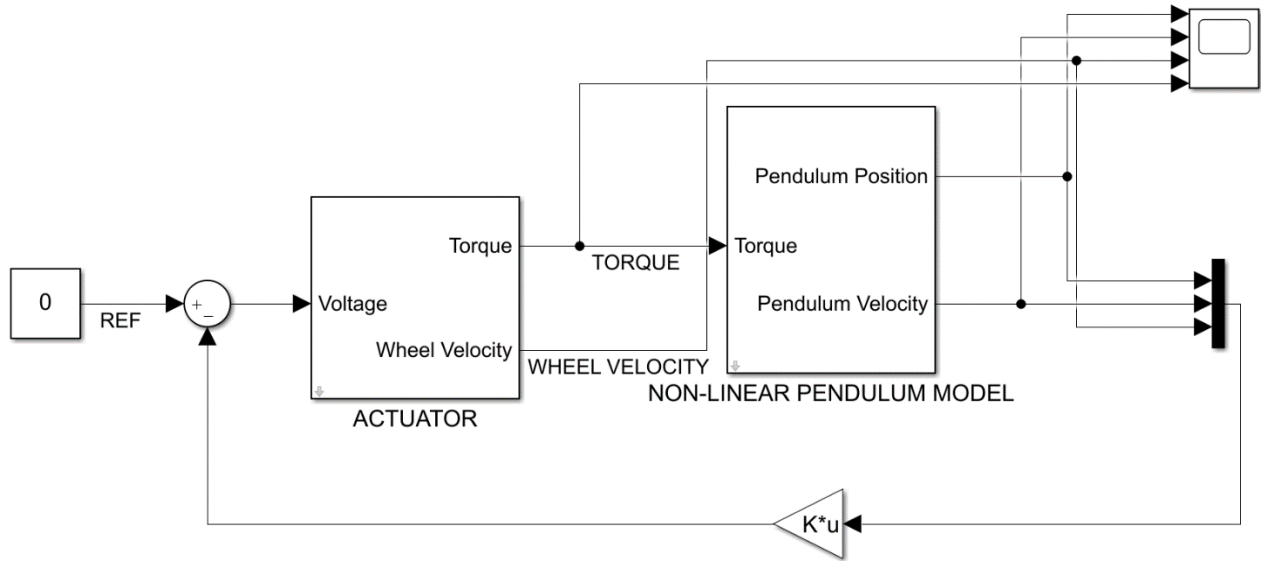 Pendulum Position
Torque
Torque
TORQUE
0
+
−
REF
Voltage
Pendulum Velocity
Wheel Velocity
WHEEL VELOCITY
NON-LINEAR PENDULUM MODEL
ACTUATOR
K*u